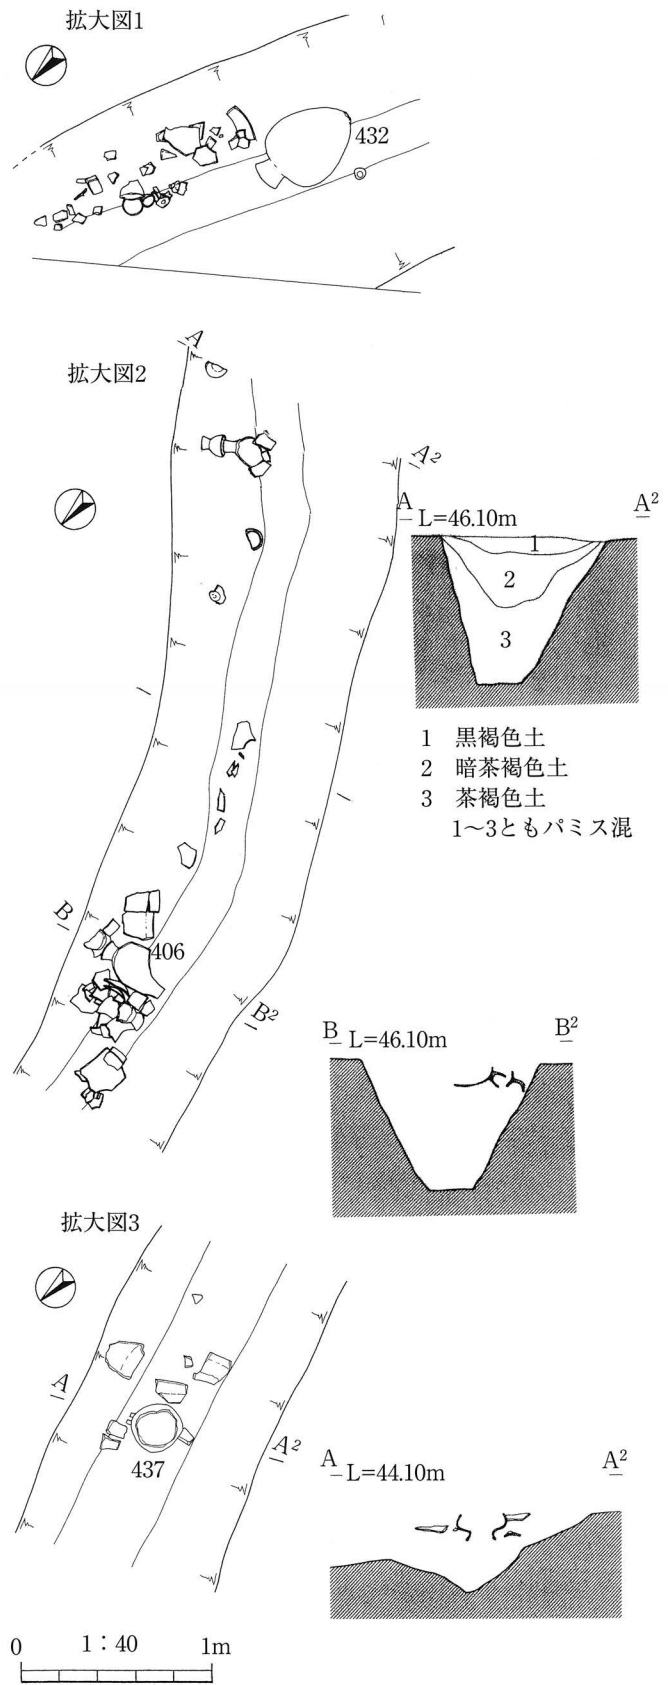 拡大図1
432
拡大図2
A
A2
A L=46.10m A2
1
2
3
1 黒褐色土
2 暗茶褐色土
3 茶褐色土
1〜3ともパミス混
B
406
B2
B L=46.10m B2
拡大図3
A
A2
437
A L=44.10m A2
0 1：40 1m